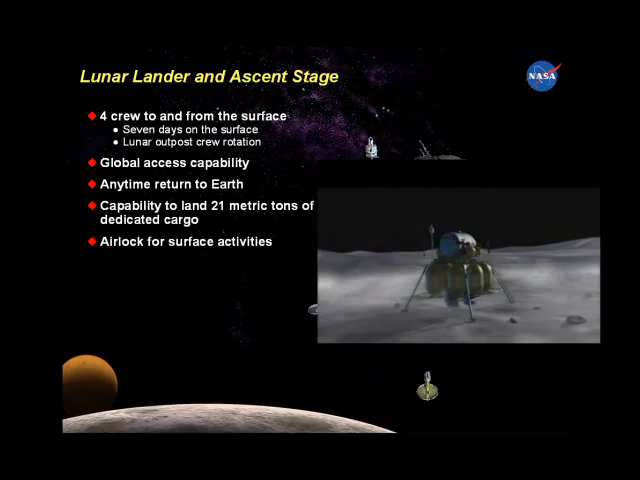 Lunar Lander and Ascent Stage
NASA
4 crew to and from the surface
Seven days on the surface
Lunar outpost crew rotation
Global access capability
Anytime return to Earth
Capability to land 21 metric tons of
dedicated cargo
Airlock for surface activities